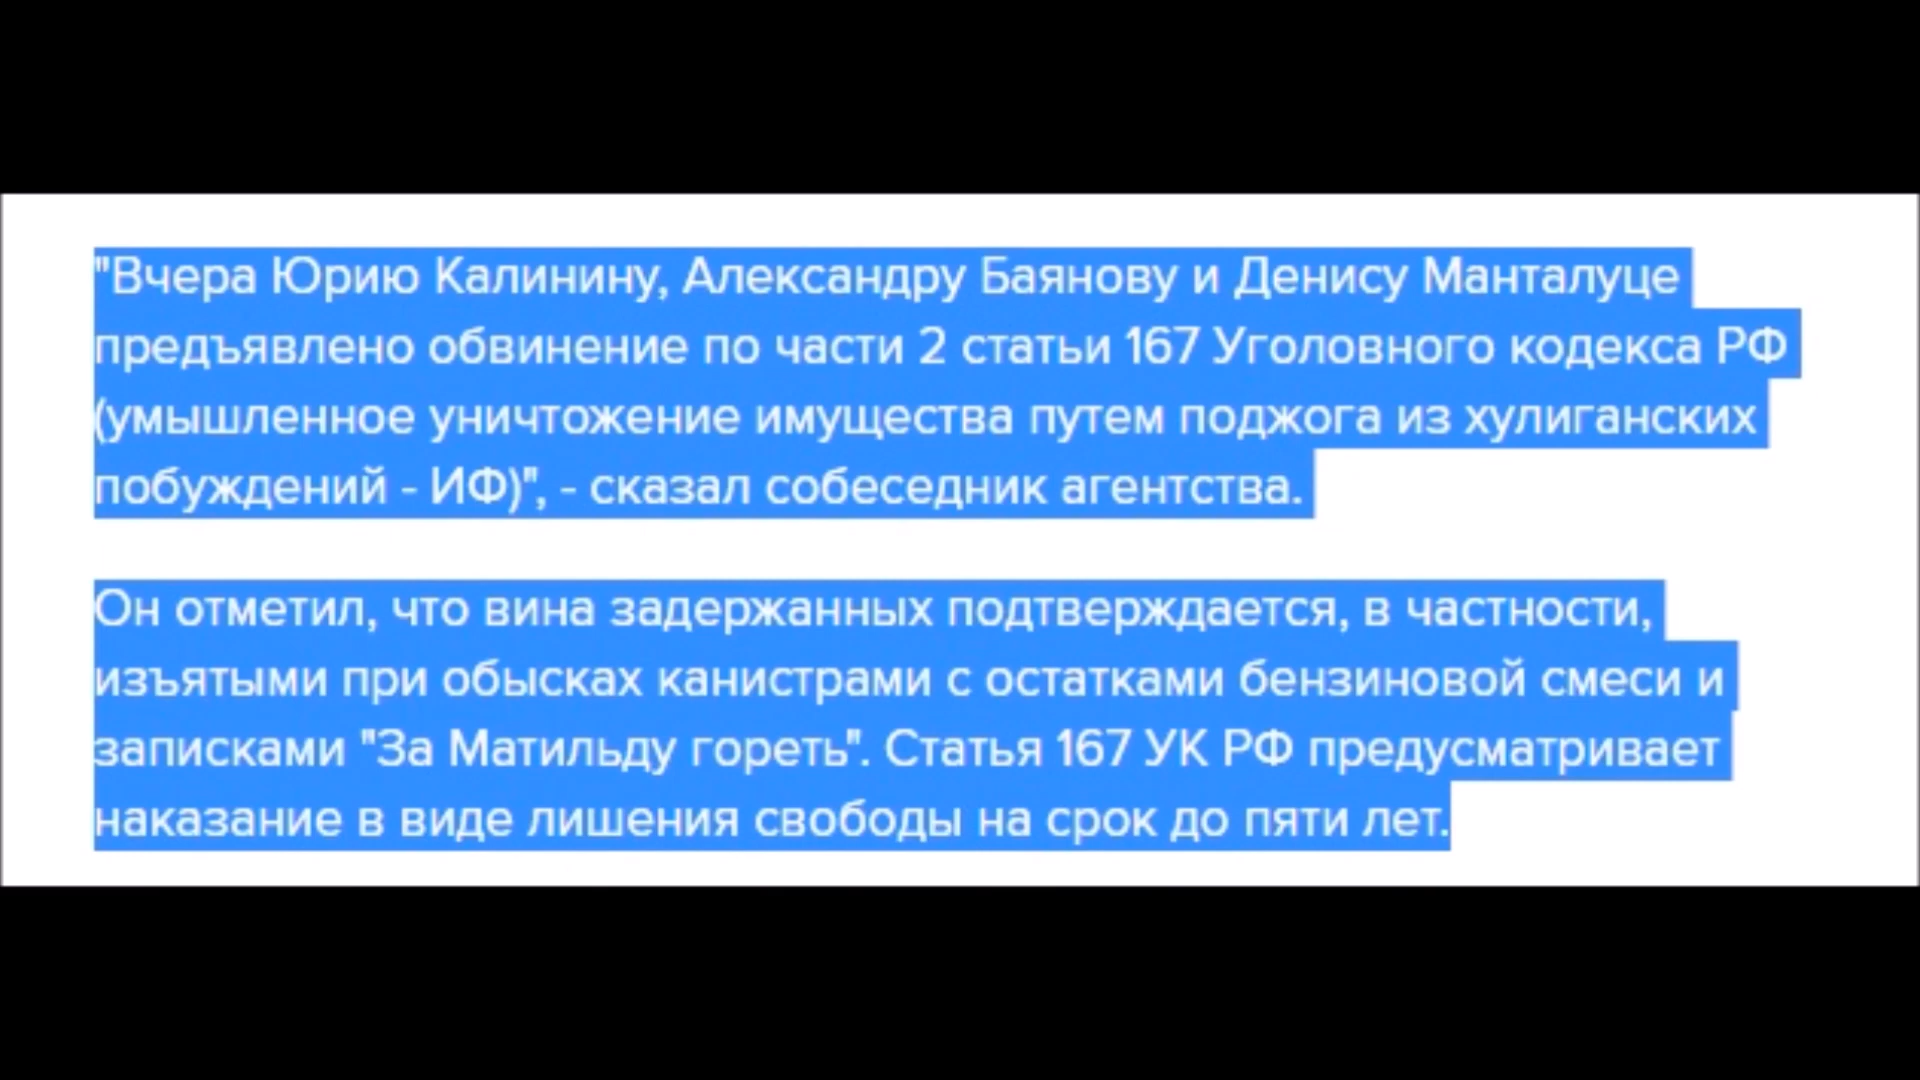 "Вчера Юрию Калинину, Александру Баянову и Денису Манталуце
предъявлено обвинение по части 2 статьи 167 Уголовного кодекса РФ
(умышленное уничтожение имущества путем поджога из хулиганских
побуждений - ИФ)", - сказал собеседник агентства.
Он отметил, что вина задержанных подтверждается, в частности,
изъятыми при обысках канистрами с остатками бензиновой смеси и
записками "За Матильду гореть". Статья 167 УК РФ предусматривает
наказание в виде лишения свободы на срок до пяти лет.